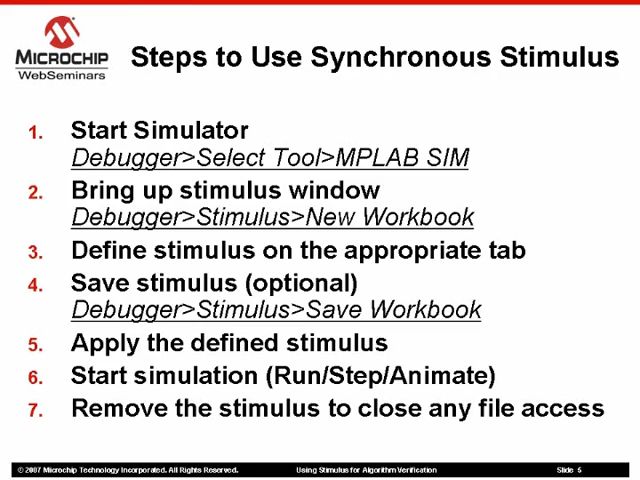 MICROCHIP
WebSeminars
Steps to Use Synchronous Stimulus
1. Start Simulator
Debugger>Select Tool>MPLAB SIM
2. Bring up stimulus window
Debugger>Stimulus>New Workbook
3. Define stimulus on the appropriate tab
4. Save stimulus (optional)
Debugger>Stimulus>Save Workbook
5. Apply the defined stimulus
6. Start simulation (Run/Step/Animate)
7. Remove the stimulus to close any file access
© 2007 Microchip Technology Incorporated. All Rights Reserved. Using Stimulus for Algorithm Verification Slide 5